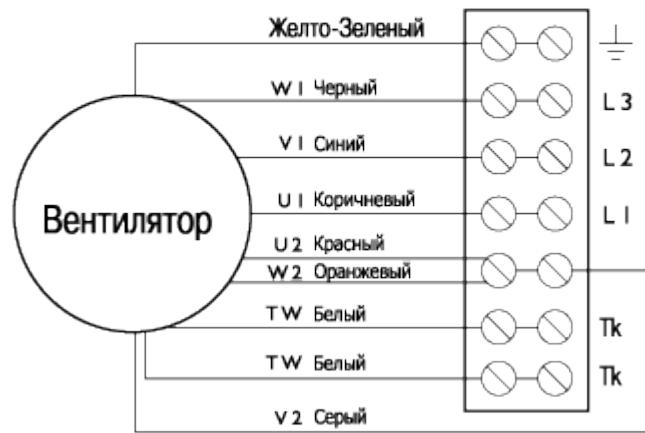 Желто-Зеленый
W1 Черный
L3
V1 Синий
L2
U1 Коричневый
L1
Вентилятор
U2 Красный
W2 Оранжевый
TW Белый
Tk
TW Белый
Tk
V2 Серый